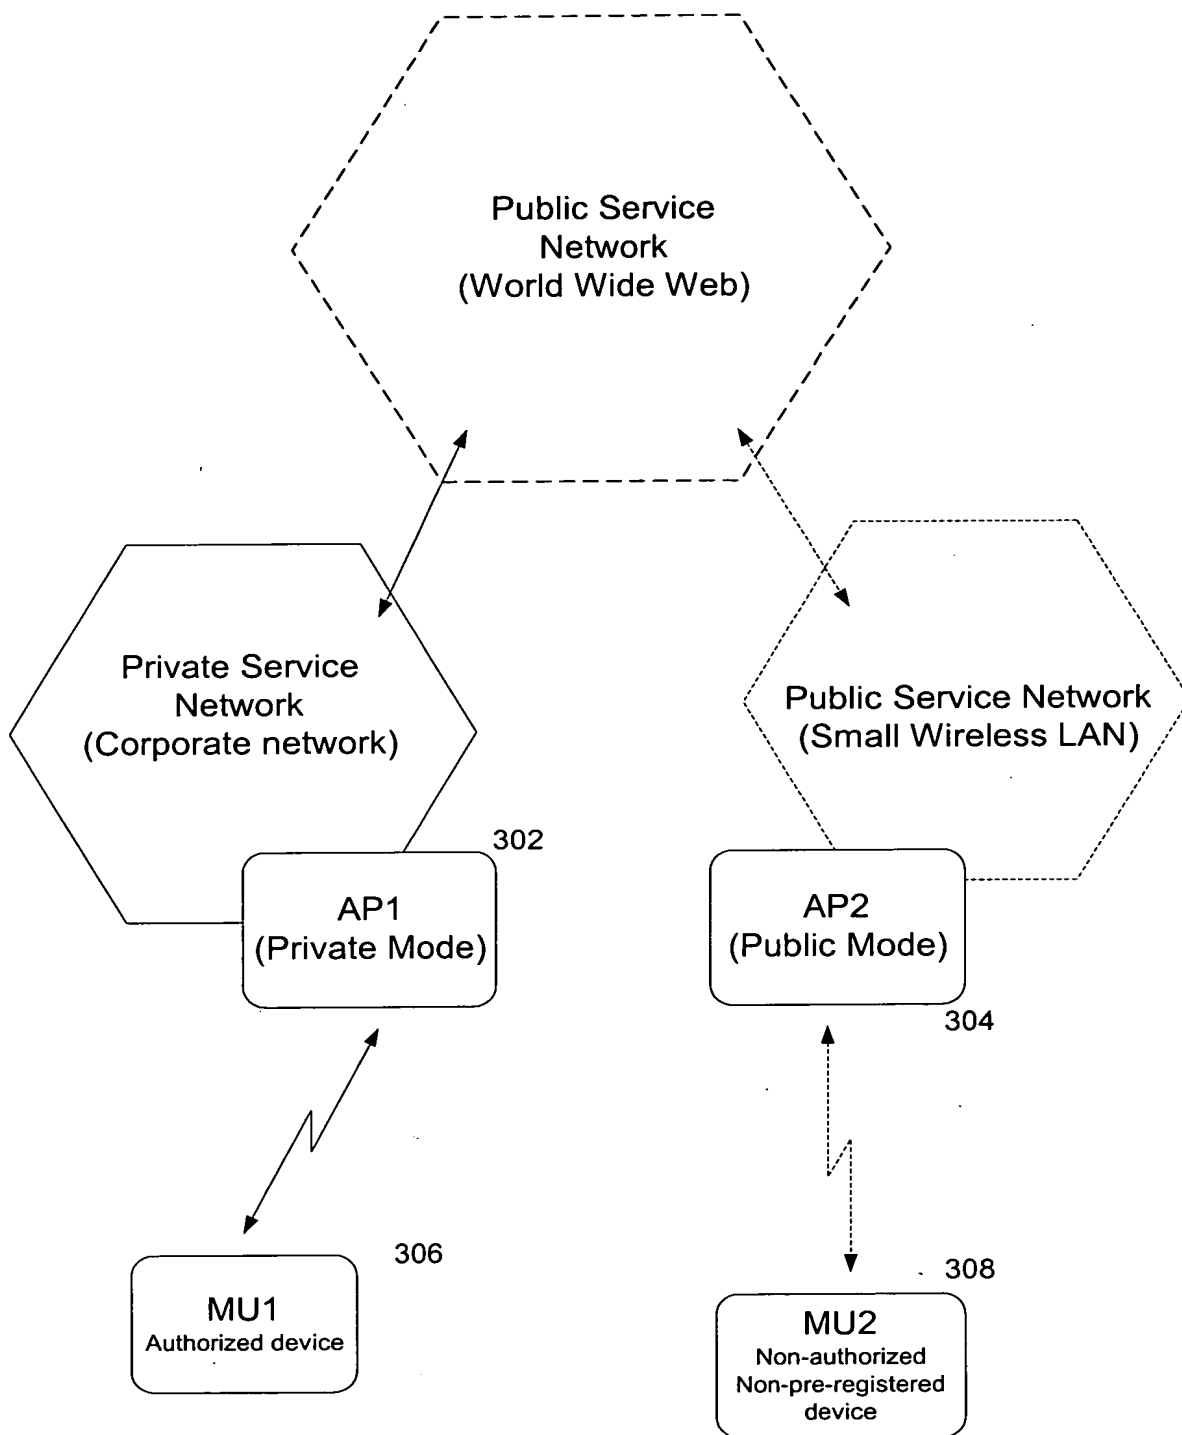 Public Service
Network
(World Wide Web)
Private Service
Network
(Corporate network)
Public Service Network
(Small Wireless LAN)
302
AP1
(Private Mode)
AP2
(Public Mode)
304
306
MU1
Authorized device
308
MU2
Non-authorized
Non-pre-registered
device